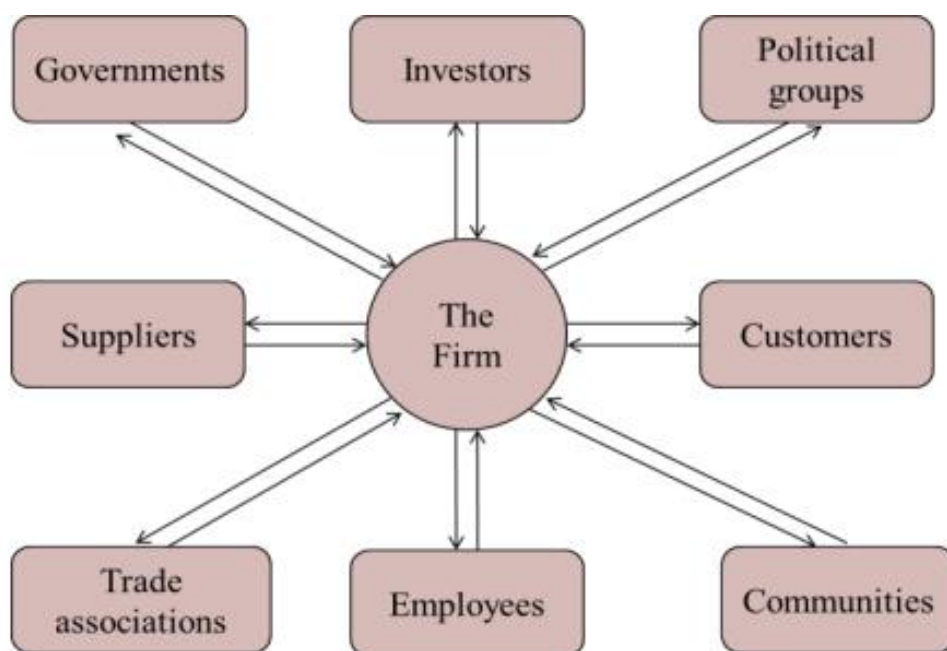 Governments
Investors
Political
groups
Suppliers
The
Firm
Customers
Trade
associations
Employees
Communities